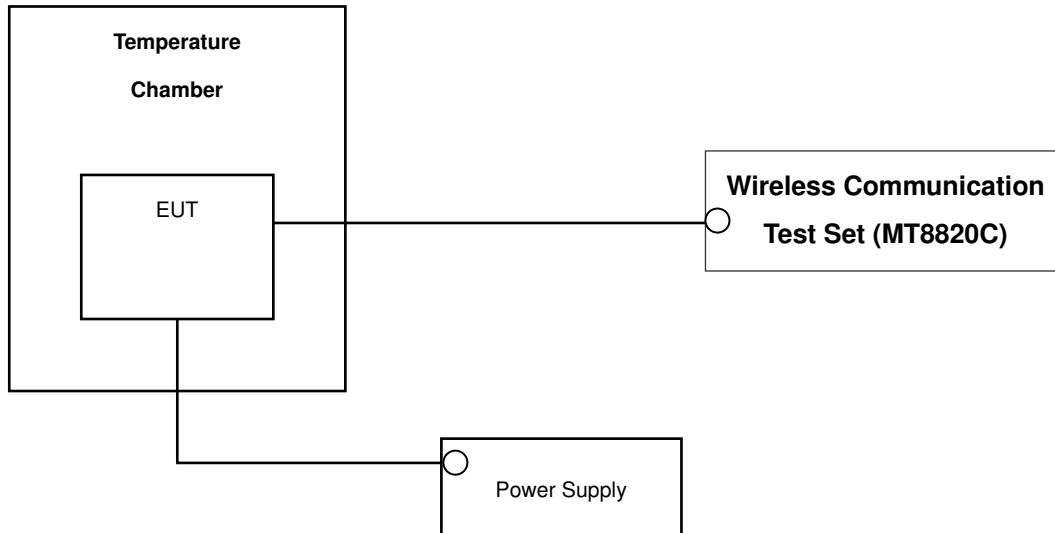 Temperature
Chamber
EUT
Wireless Communication
Test Set (MT8820C)
Power Supply